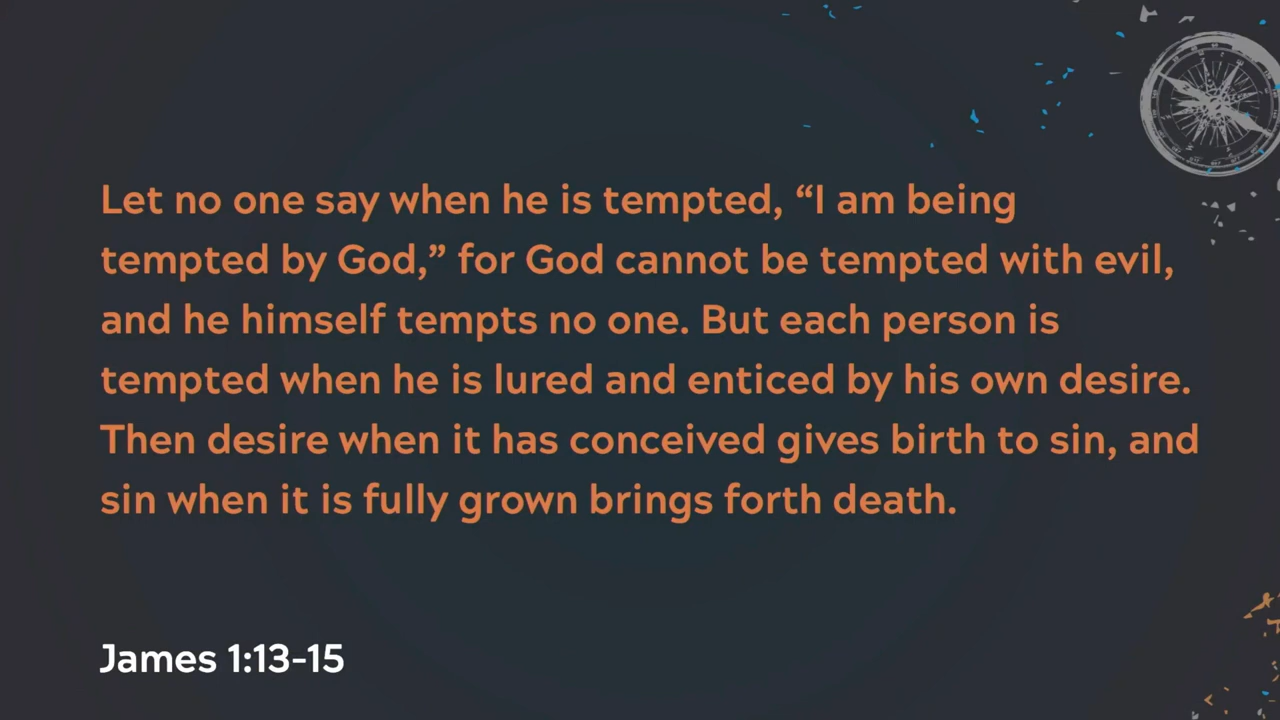 Let no one say when he is tempted, “I am being
tempted by God,” for God cannot be tempted with evil,
and he himself tempts no one. But each person is
tempted when he is lured and enticed by his own desire.
Then desire when it has conceived gives birth to sin, and
sin when it is fully grown brings forth death.
James 1:13-15